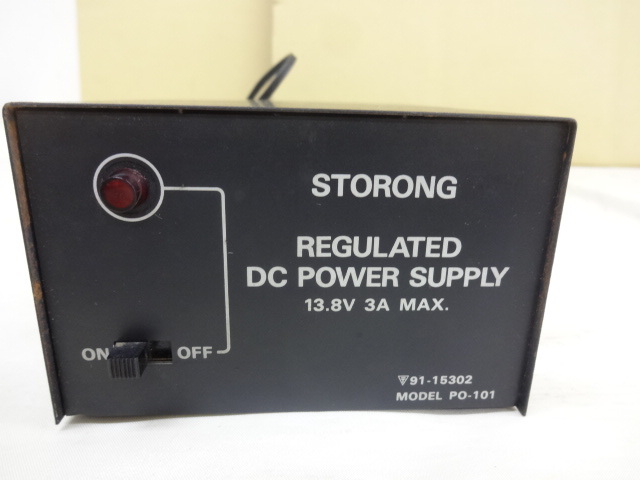 STORONG
REGULATED
DC POWER SUPPLY
13.8V 3A MAX.
ON OFF
▽91-15302
MODEL PO-101